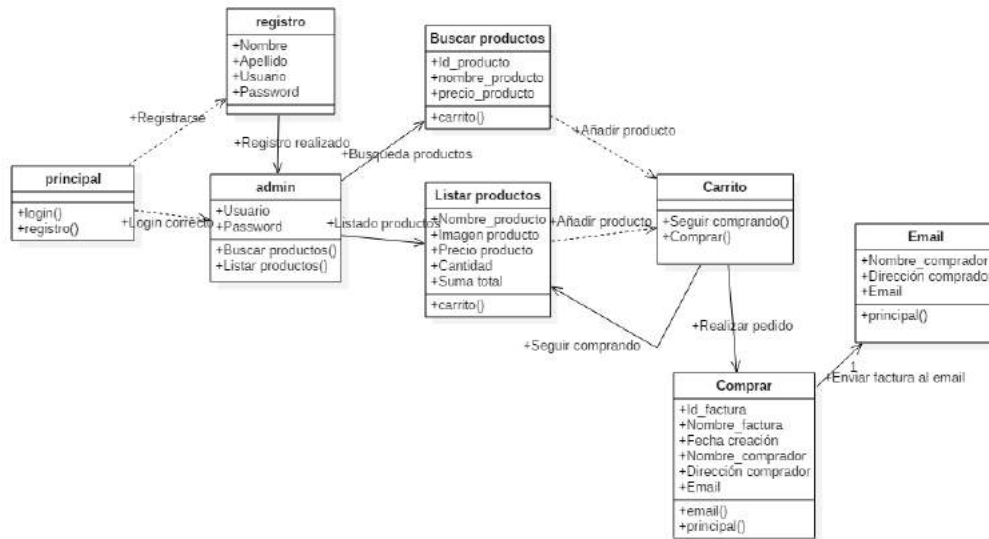 registro
+Nombre
+Apellido
+Usuario
+Password
Buscar productos
+Id_producto
+nombre_producto
+precio_producto
+carrito()
+Registrarse
+Registro realizado
+Busqueda productos
+Añadir producto
principal
+login()
+registro()
+Login correcto
admin
+Usuario
+Password
+Buscar productos()
+Listar productos()
+Listado productos
Listar productos
+Nombre_producto
+Imagen producto
+Precio producto
+Cantidad
+Suma total
+carrito()
+Añadir producto
Carrito
+Seguir comprando()
+Comprar()
+Seguir comprando
+Realizar pedido
Email
+Nombre_comprador
+Dirección comprador
+Email
+principal()
1
+Enviar factura al email
Comprar
+Id_factura
+Nombre_factura
+Fecha creación
+Nombre_comprador
+Dirección comprador
+Email
+email()
+principal()